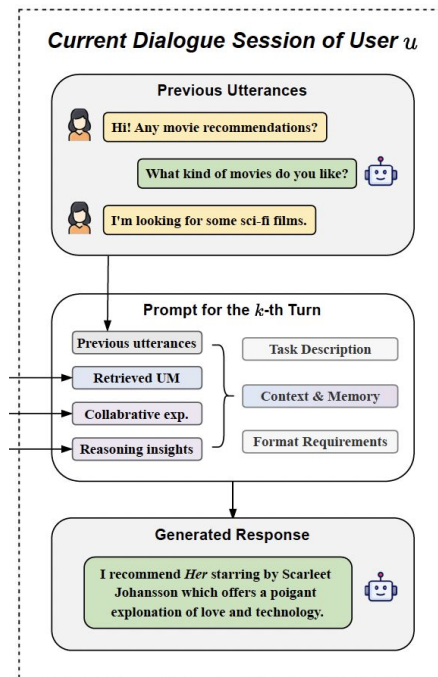 Current Dialogue Session of User u
Previous Utterances
Hi! Any movie recommendations?
What kind of movies do you like?
I'm looking for some sci-fi films.
Prompt for the k-th Turn
Previous utterances
Retrieved UM
Collabrative exp.
Reasoning insights
Task Description
Context & Memory
Format Requirements
Generated Response
I recommend Her starring by Scarleet
Johansson which offers a poigant
explonation of love and technology.